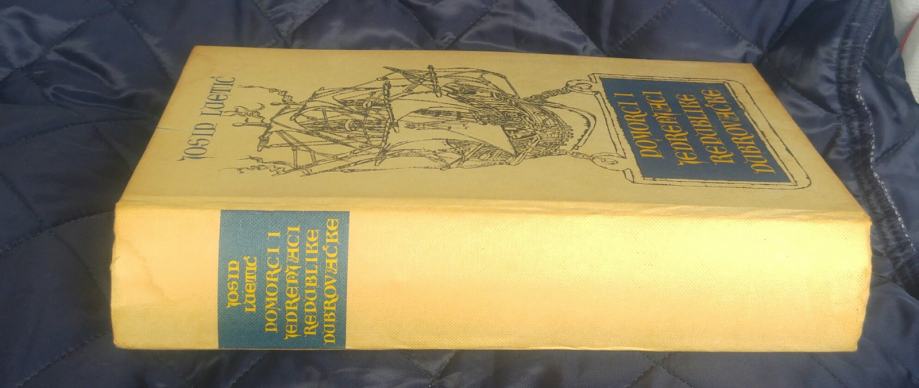 JOSIP LUETIĆ
POMORCI I
JEDRENJACI
REPUBLIKE
DUBROVAČKE
JOSIP
LUETIĆ
POMORCI I
JEDRENJACI
REPUBLIKE
DUBROVAČKE